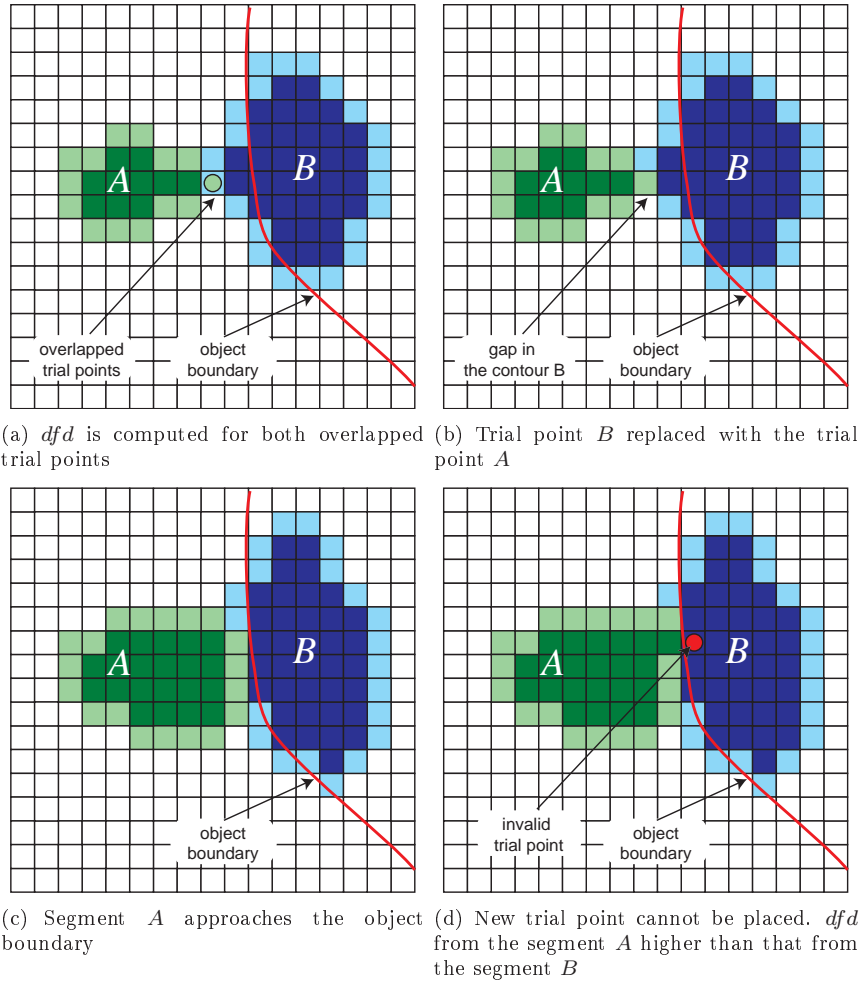 A
B
overlapped
trial points
object
boundary
(a) dfd is computed for both overlapped
trial points
A
B
gap in
the contour B
object
boundary
(b) Trial point B replaced with the trial
point A
A
B
object
boundary
(c) Segment A approaches the object
boundary
A
B
invalid
trial point
object
boundary
(d) New trial point cannot be placed. dfd
from the segment A higher than that from
the segment B